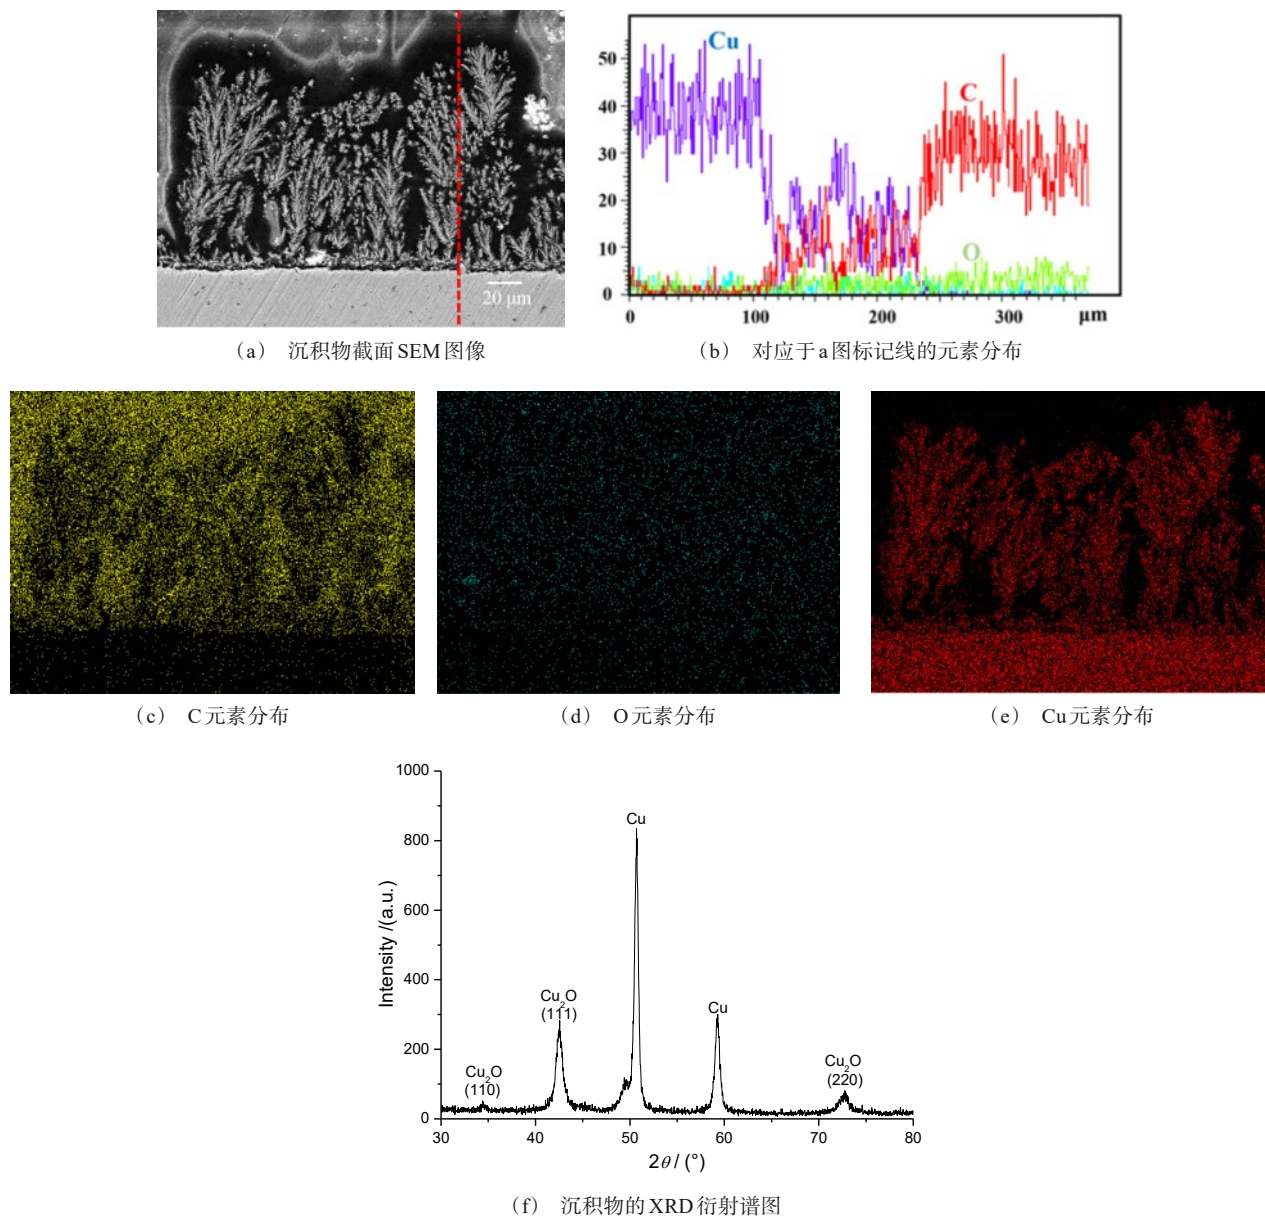 20 μm
Cu
C
O
50
40
30
20
10
0
0 100 200 300 μm
（a） 沉积物截面SEM图像
（b） 对应于a图标记线的元素分布
（c） C元素分布
（d） O元素分布
（e） Cu元素分布
1000
800
600
400
200
0
Intensity /(a.u.)
Cu₂O
(110)
Cu₂O
(111)
Cu
Cu
Cu₂O
(220)
30 40 50 60 70 80
2θ / (°)
（f） 沉积物的XRD衍射谱图